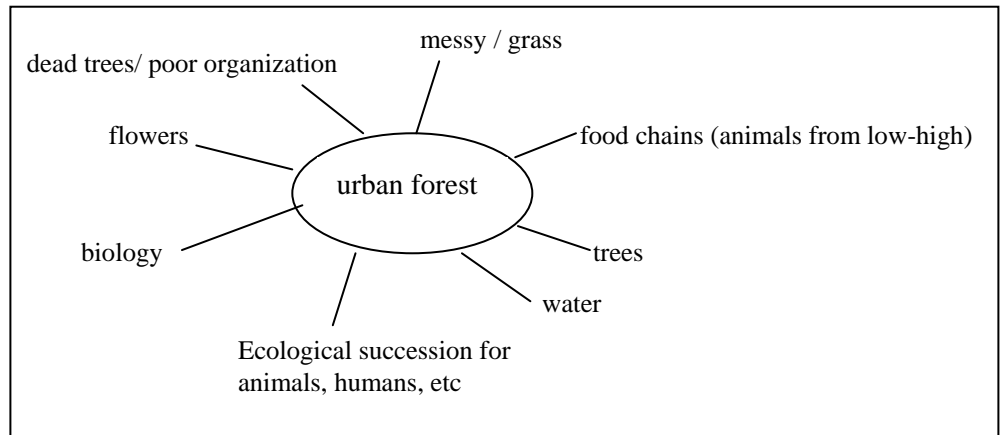 messy / grass
dead trees/ poor organization
flowers
food chains (animals from low-high)
urban forest
biology
trees
water
Ecological succession for
animals, humans, etc